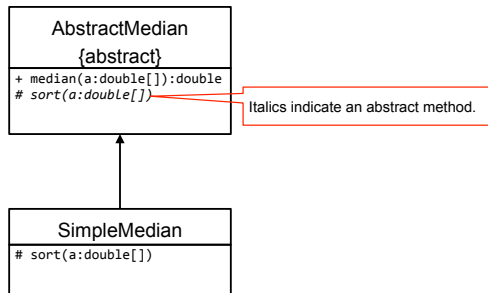 AbstractMedian
{abstract}
+ median(a:double[]):double
# sort(a:double[])
Italics indicate an abstract method.
SimpleMedian
# sort(a:double[])